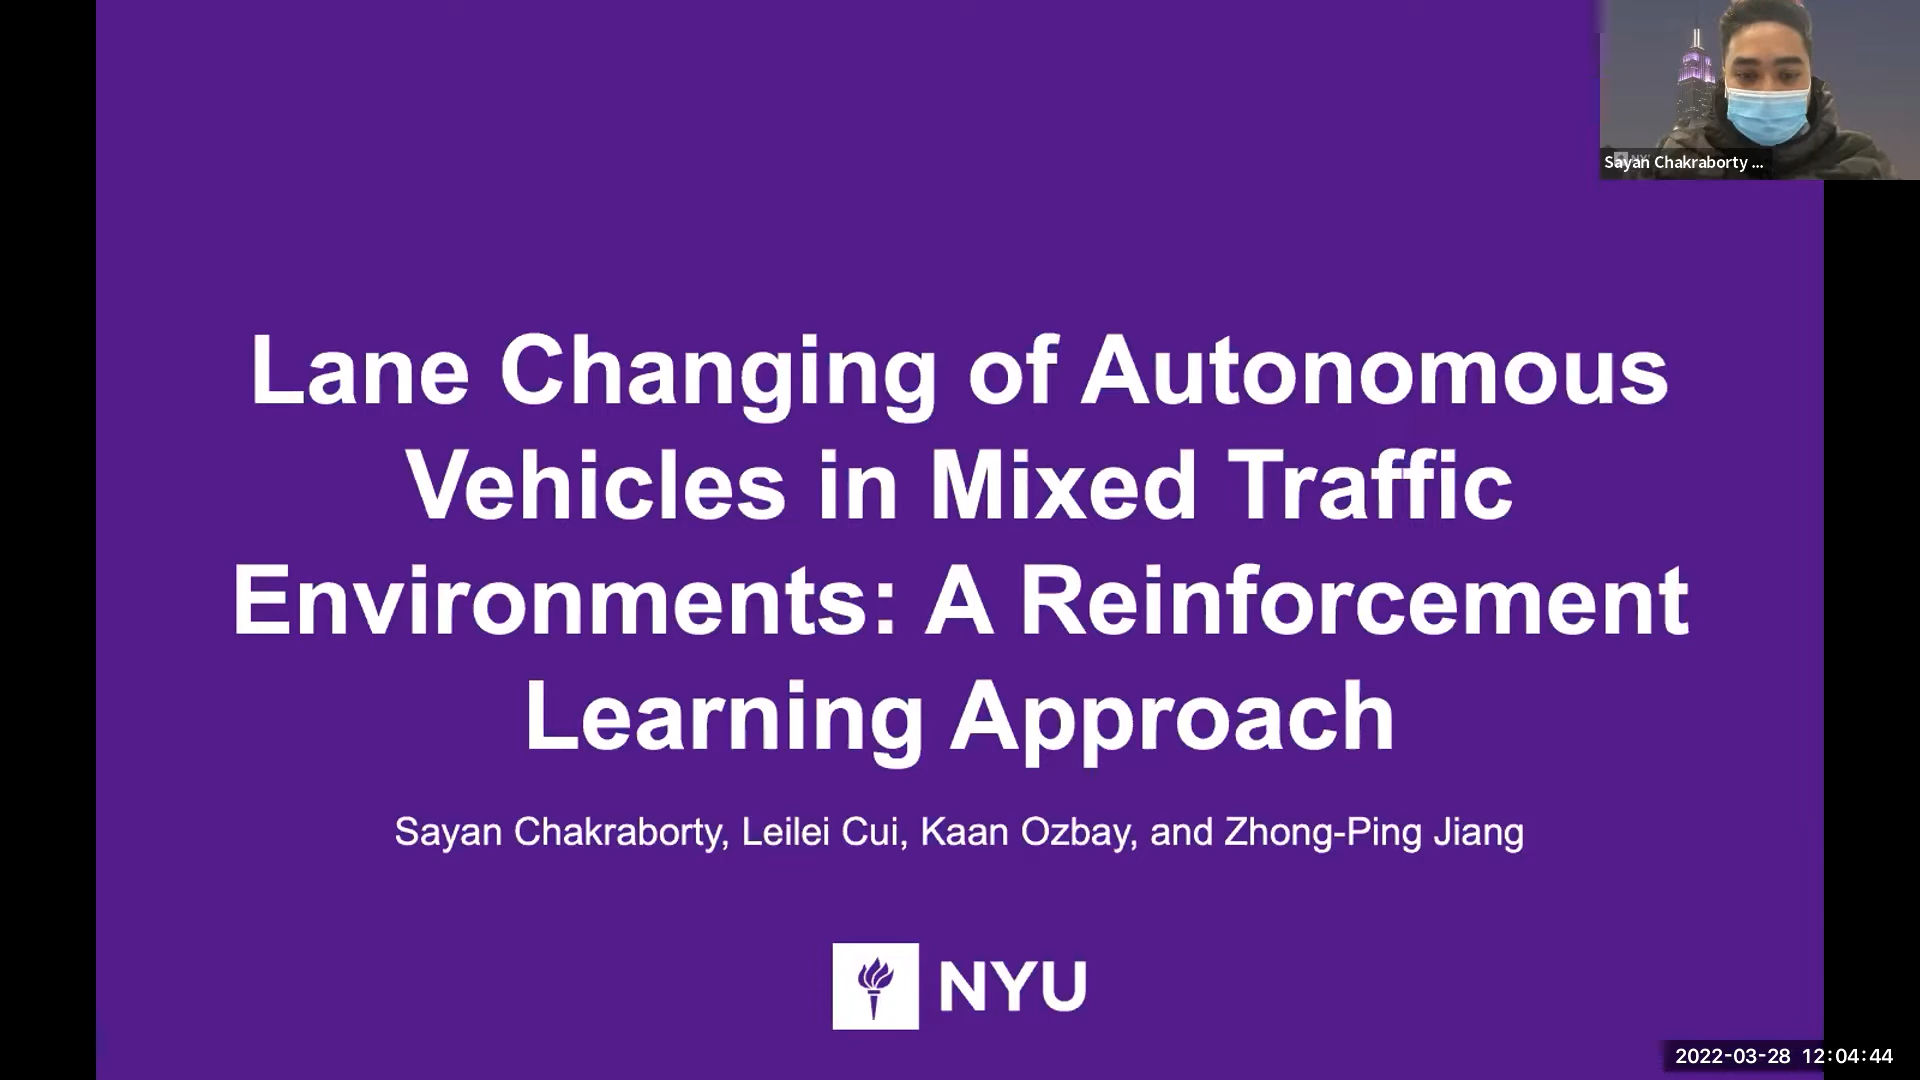 Sayan Chakraborty ...
Lane Changing of Autonomous
Vehicles in Mixed Traffic
Environments: A Reinforcement
Learning Approach
Sayan Chakraborty, Leilei Cui, Kaan Ozbay, and Zhong-Ping Jiang
NYU
2022-03-28 12:04:44